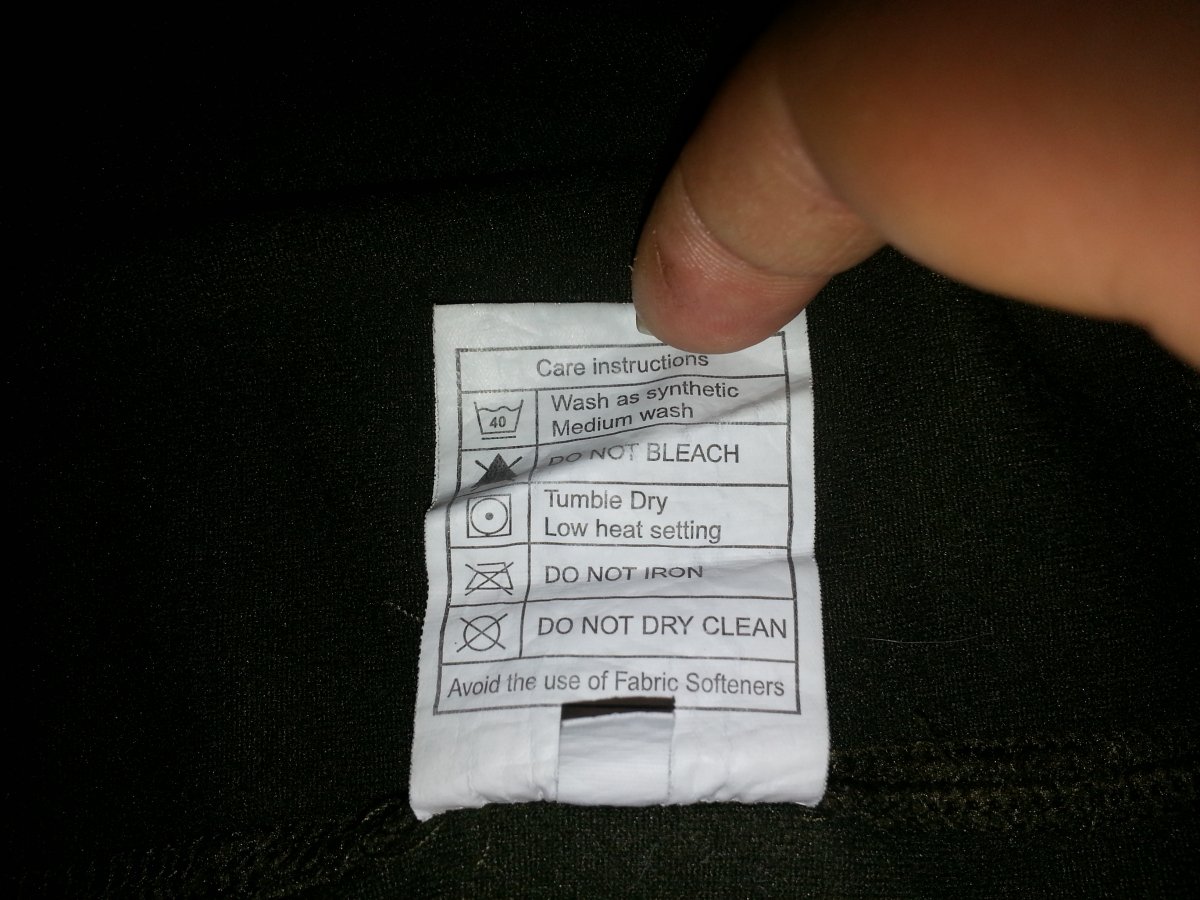 Care instructions
40
Wash as synthetic
Medium wash
DO NOT BLEACH
Tumble Dry
Low heat setting
DO NOT IRON
DO NOT DRY CLEAN
Avoid the use of Fabric Softeners